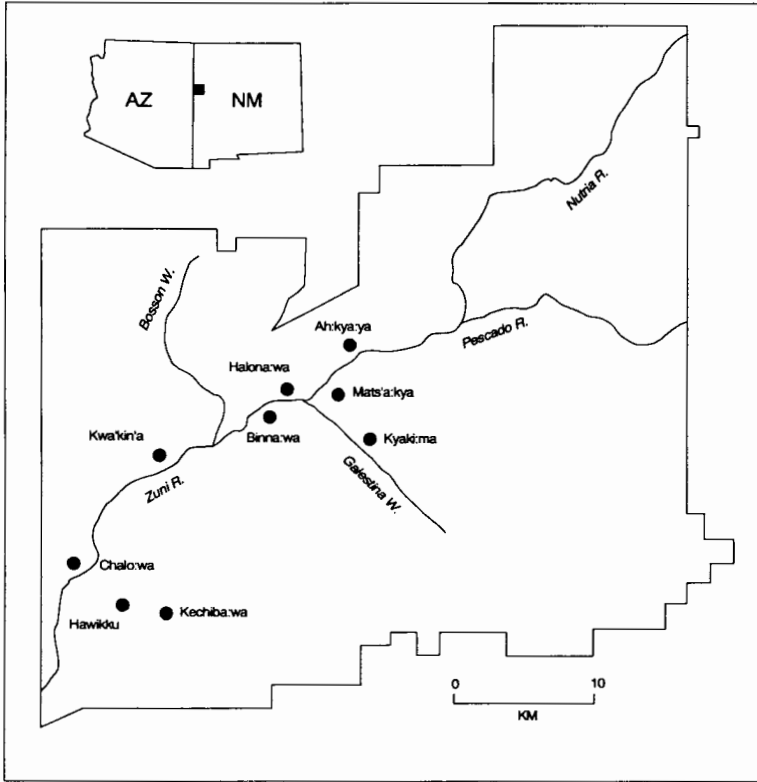 AZ
NM
Nutria R.
Bosson W.
Pescado R.
Ah:kya:ya
Halona:wa
Mats'a:kya
Binna:wa
Kyaki:ma
Kwa'kin'a
Galestina W.
Zuni R.
Chalo:wa
Hawikku
Kechiba:wa
0 10
KM